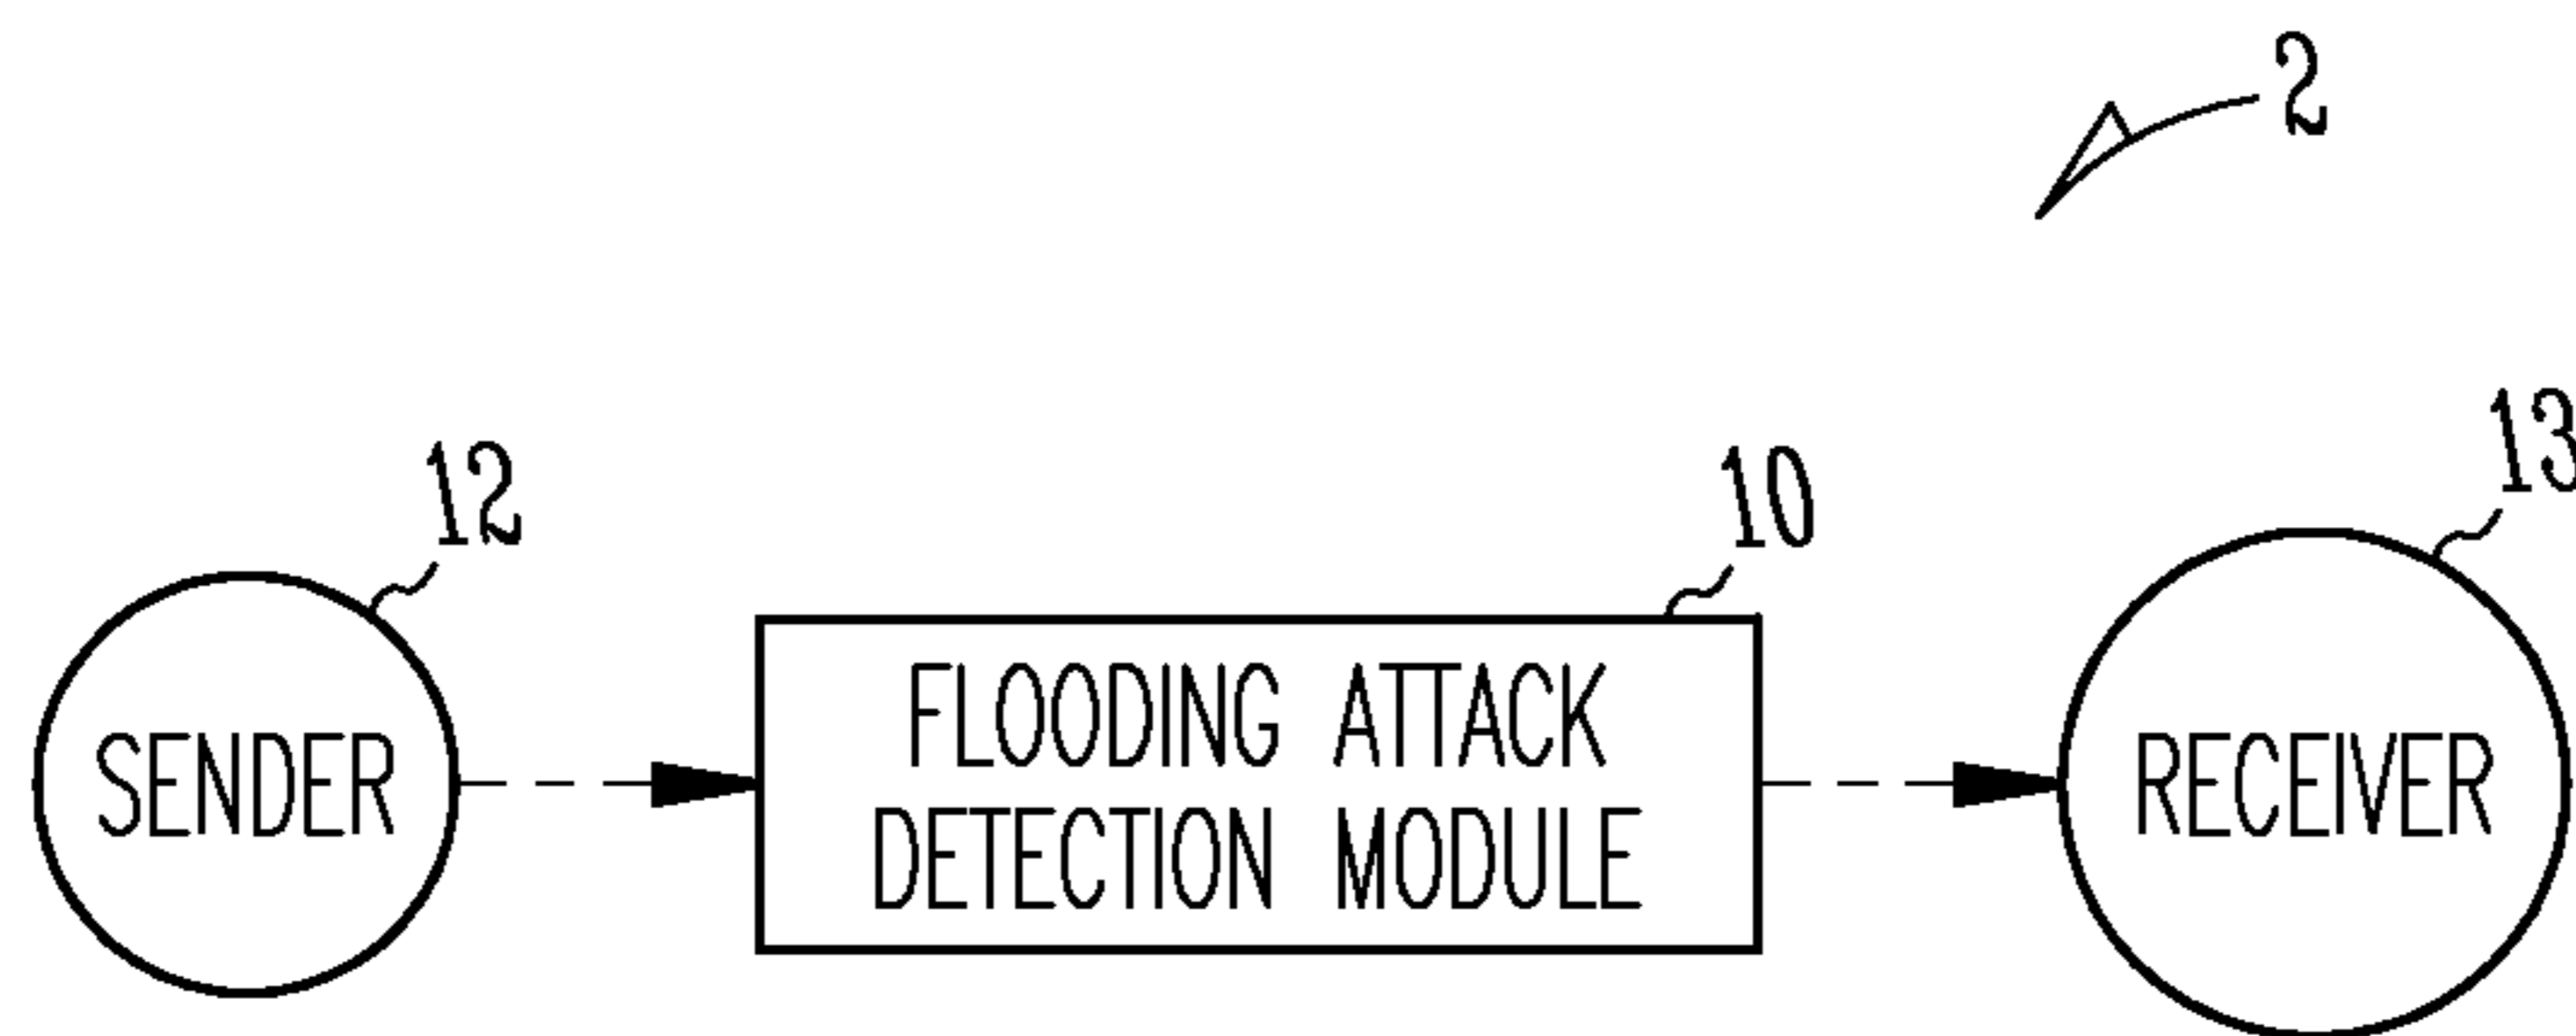 2
12
10
13
SENDER
FLOODING ATTACK
DETECTION MODULE
RECEIVER